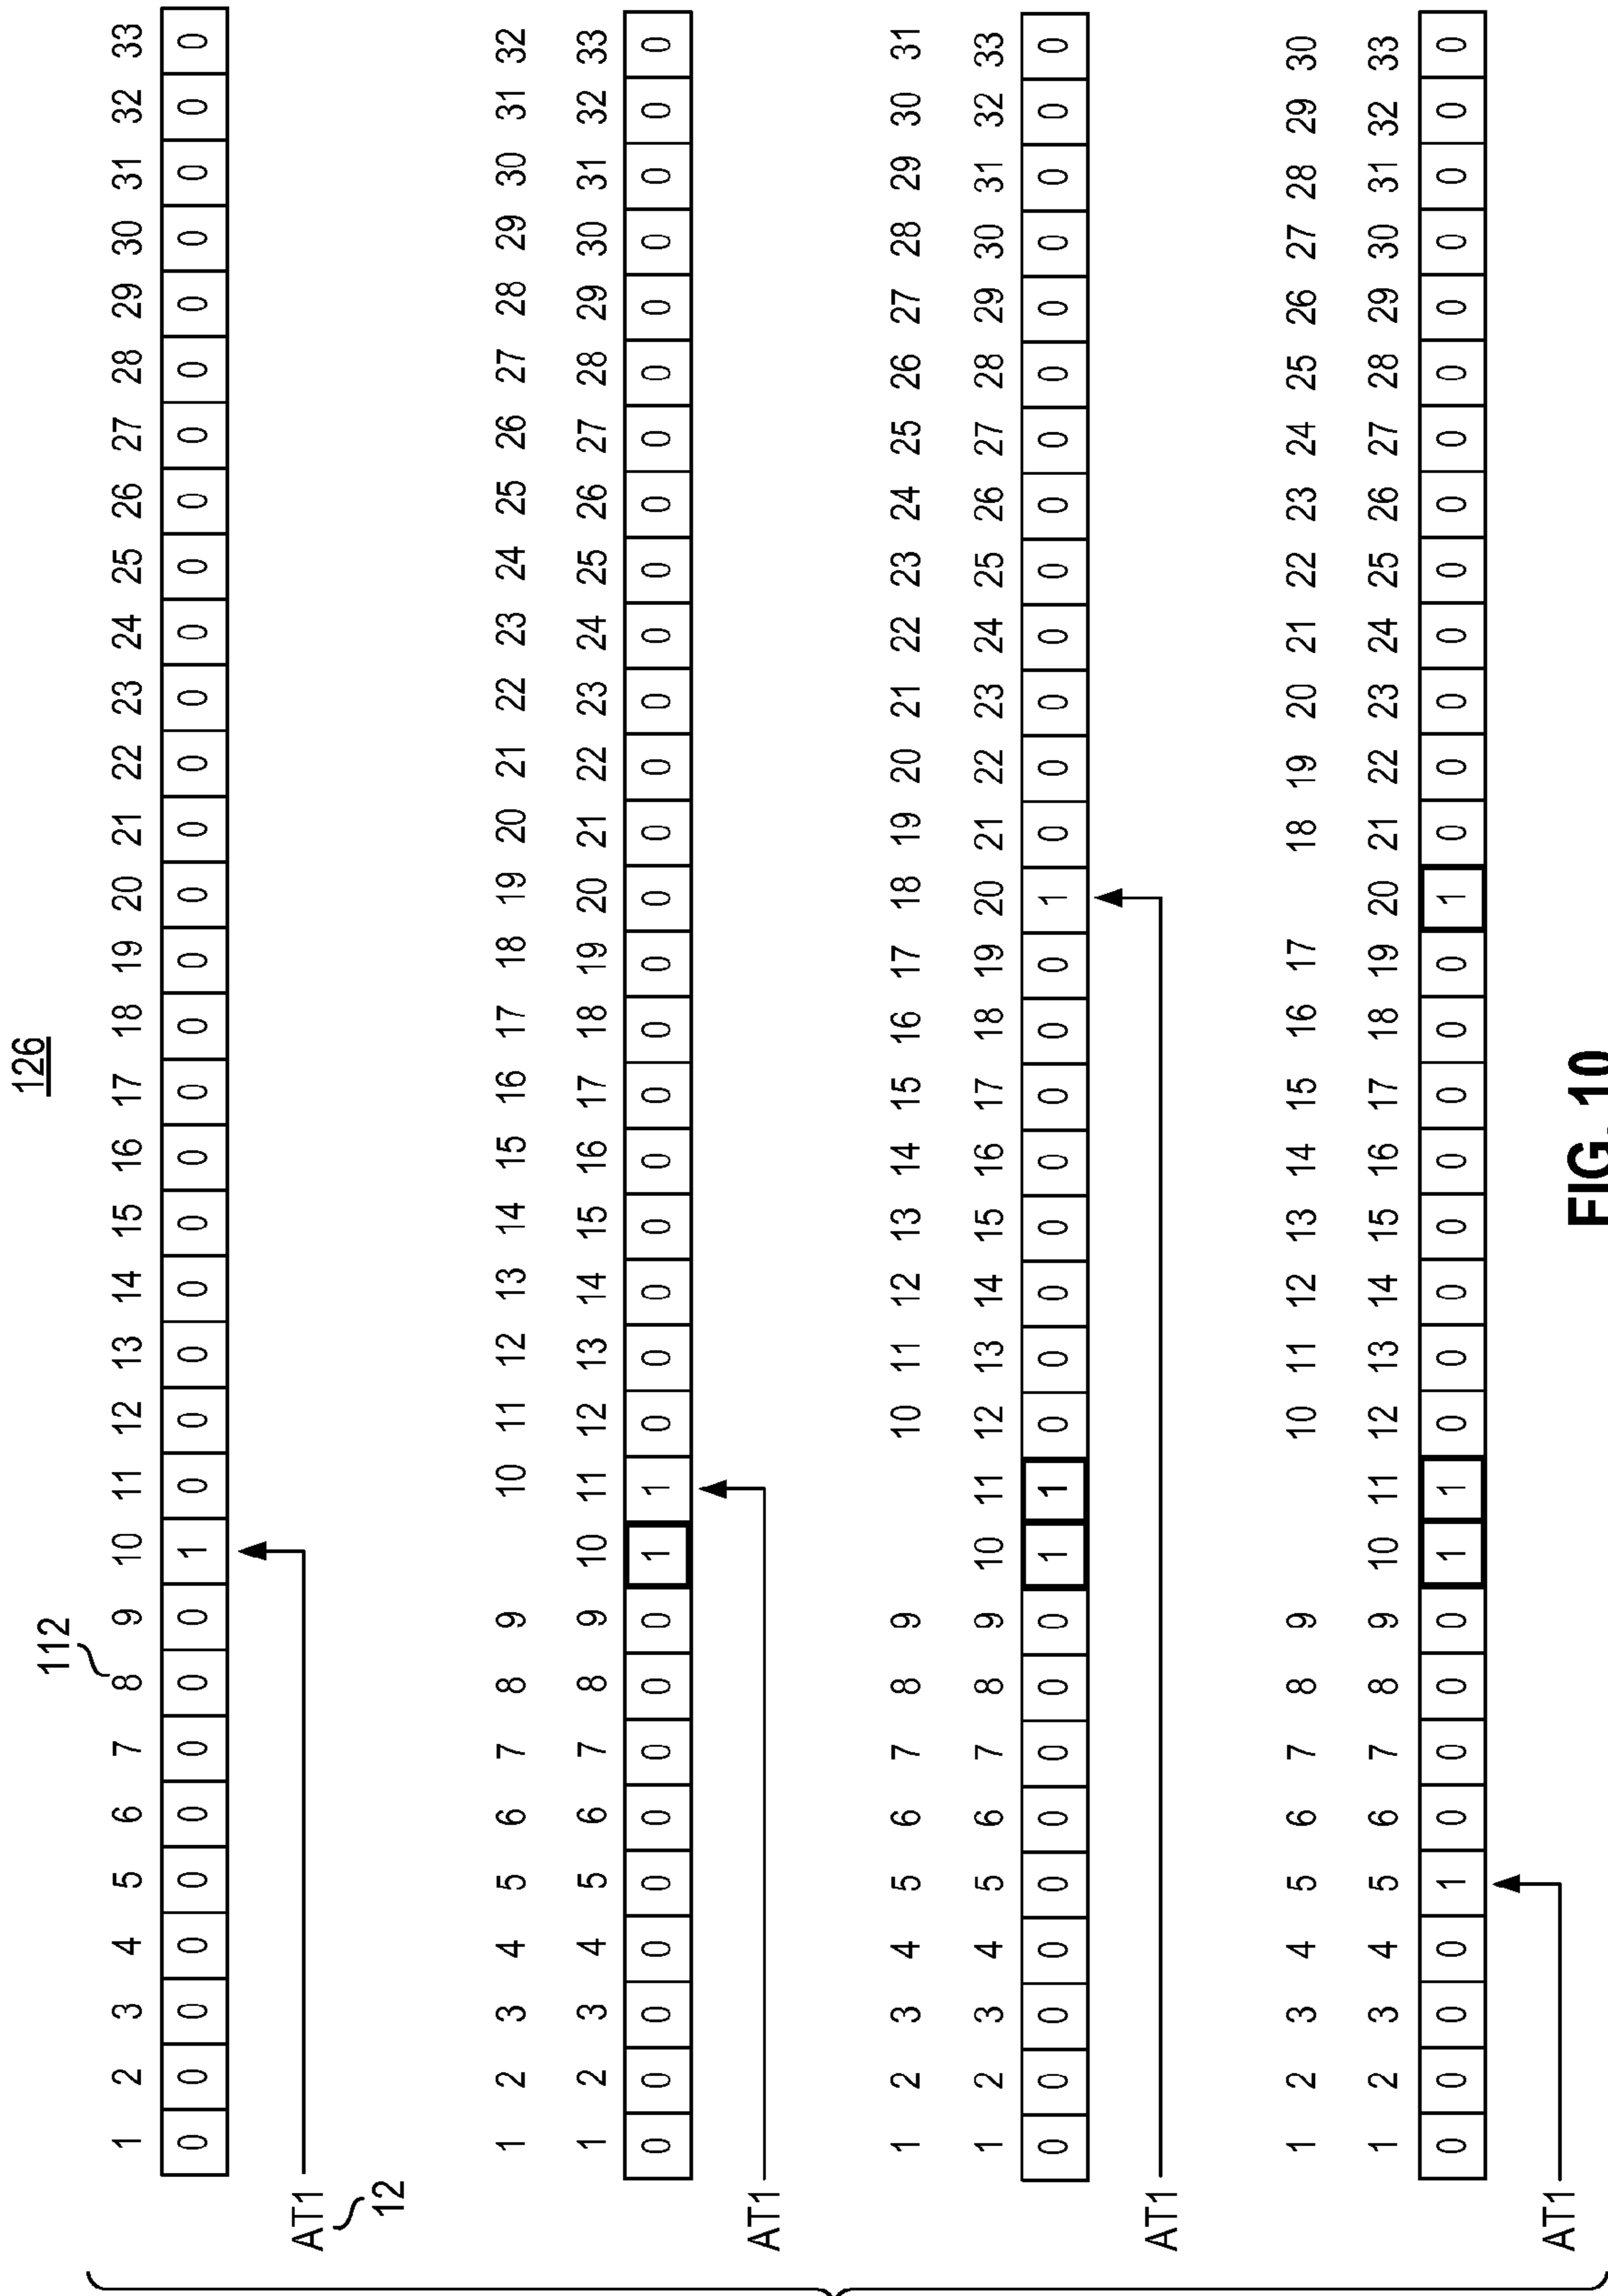 126
112
1 2 3 4 5 6 7 8 9 10 11 12 13 14 15 16 17 18 19 20 21 22 23 24 25 26 27 28 29 30 31 32 33
0 0 0 0 0 0 0 0 0 1 0 0 0 0 0 0 0 0 0 0 0 0 0 0 0 0 0 0 0 0 0 0 0
AT1
12
1 2 3 4 5 6 7 8 9 10 11 12 13 14 15 16 17 18 19 20 21 22 23 24 25 26 27 28 29 30 31 32
1 2 3 4 5 6 7 8 9 10 11 12 13 14 15 16 17 18 19 20 21 22 23 24 25 26 27 28 29 30 31 32 33
0 0 0 0 0 0 0 0 0 1 1 0 0 0 0 0 0 0 0 0 0 0 0 0 0 0 0 0 0 0 0 0 0
AT1
1 2 3 4 5 6 7 8 9 10 11 12 13 14 15 16 17 18 19 20 21 22 23 24 25 26 27 28 29 30 31
1 2 3 4 5 6 7 8 9 10 11 12 13 14 15 16 17 18 19 20 21 22 23 24 25 26 27 28 29 30 31 32 33
0 0 0 0 0 0 0 0 0 1 1 0 0 0 0 0 0 0 0 1 0 0 0 0 0 0 0 0 0 0 0 0 0
AT1
1 2 3 4 5 6 7 8 9 10 11 12 13 14 15 16 17 18 19 20 21 22 23 24 25 26 27 28 29 30
1 2 3 4 5 6 7 8 9 10 11 12 13 14 15 16 17 18 19 20 21 22 23 24 25 26 27 28 29 30 31 32 33
0 0 0 0 1 0 0 0 0 1 1 0 0 0 0 0 0 0 0 1 0 0 0 0 0 0 0 0 0 0 0 0 0
AT1
FIG. 10